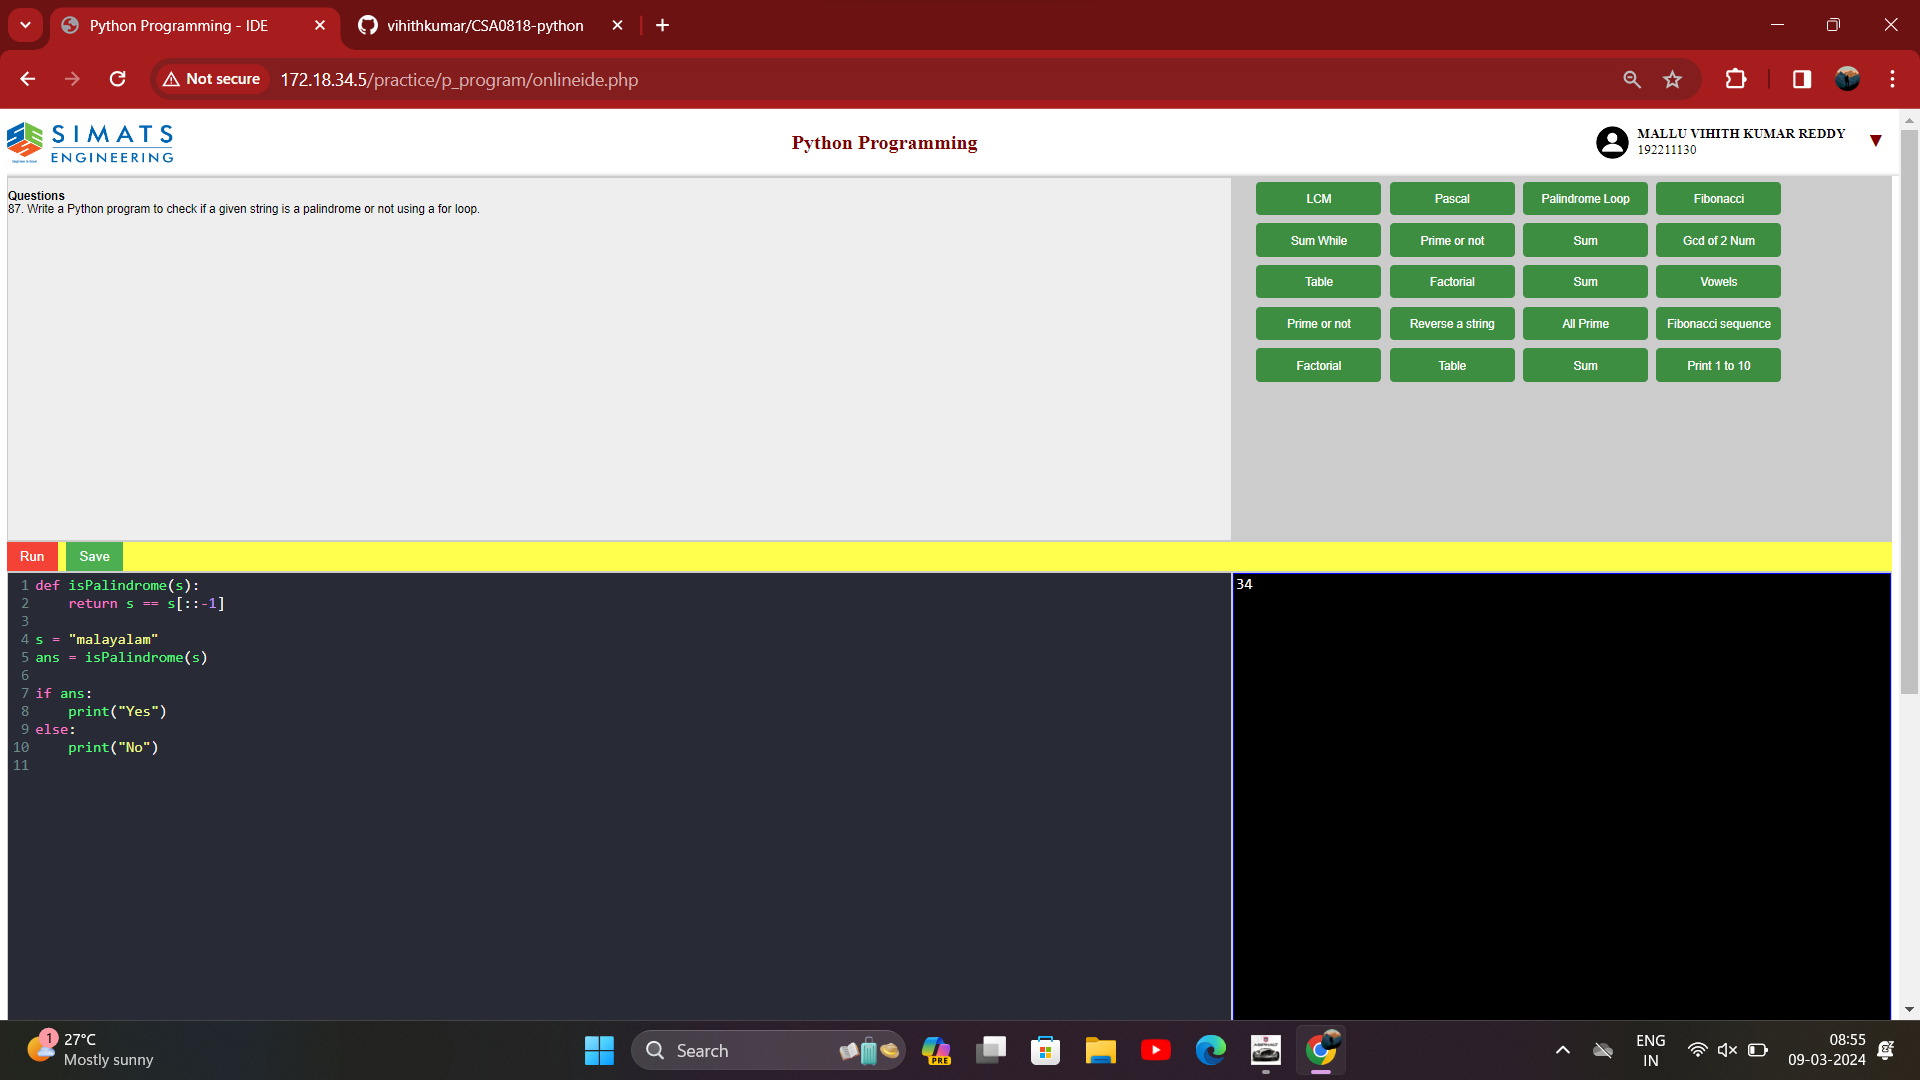 Python Programming - IDE
vihithkumar/CSA0818-python
Not secure
172.18.34.5/practice/p_program/onlineide.php
SIMATS
ENGINEERING
Python Programming
MALLU VIHITH KUMAR REDDY
192211130
Questions
87. Write a Python program to check if a given string is a palindrome or not using a for loop.
LCM Pascal Palindrome Loop Fibonacci
Sum While Prime or not Sum Gcd of 2 Num
Table Factorial Sum Vowels
Prime or not Reverse a string All Prime Fibonacci sequence
Factorial Table Sum Print 1 to 10
Run Save
1 def isPalindrome(s):
2     return s == s[::-1]
3
4 s = "malayalam"
5 ans = isPalindrome(s)
6
7 if ans:
8     print("Yes")
9 else:
10     print("No")
11
34
1
27°C
Mostly sunny
Search
PRE
ENG
IN
08:55
09-03-2024